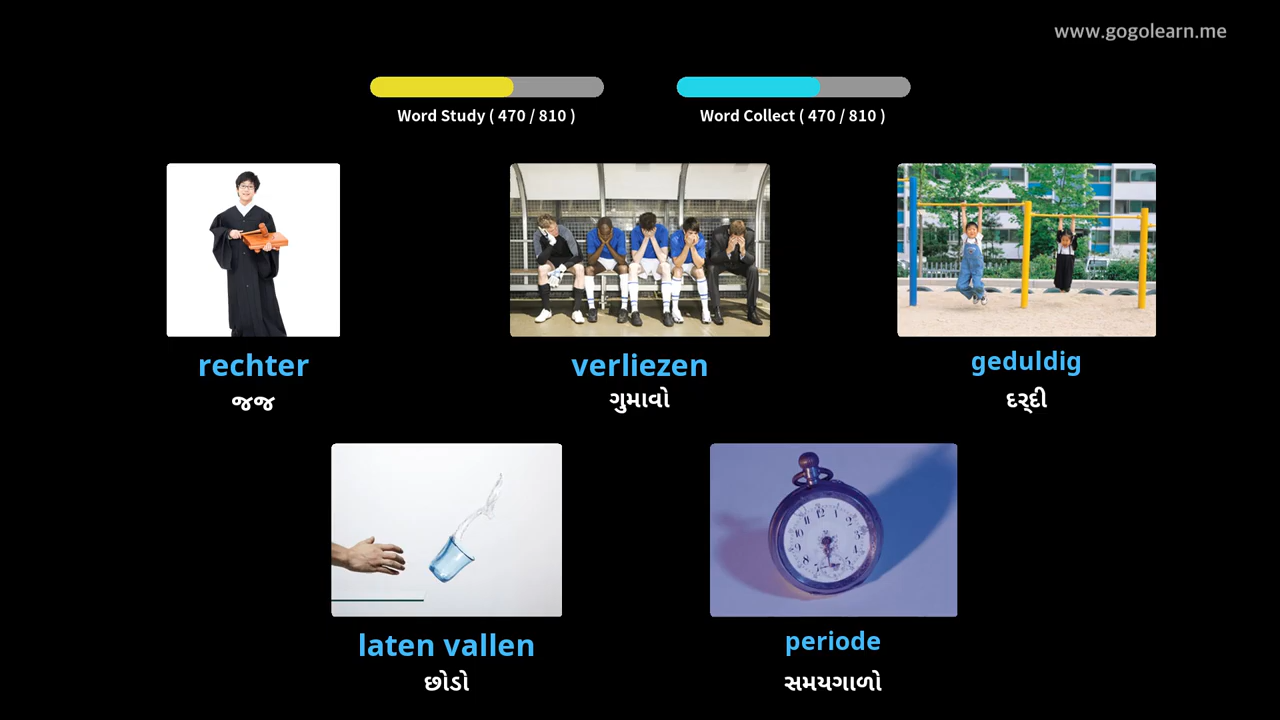 www.gogolearn.me
Word Study ( 470 / 810 )
Word Collect ( 470 / 810 )
rechter
જજ
verliezen
ગુમાવો
geduldig
દર્દી
laten vallen
છોડો
periode
સમયગાળો